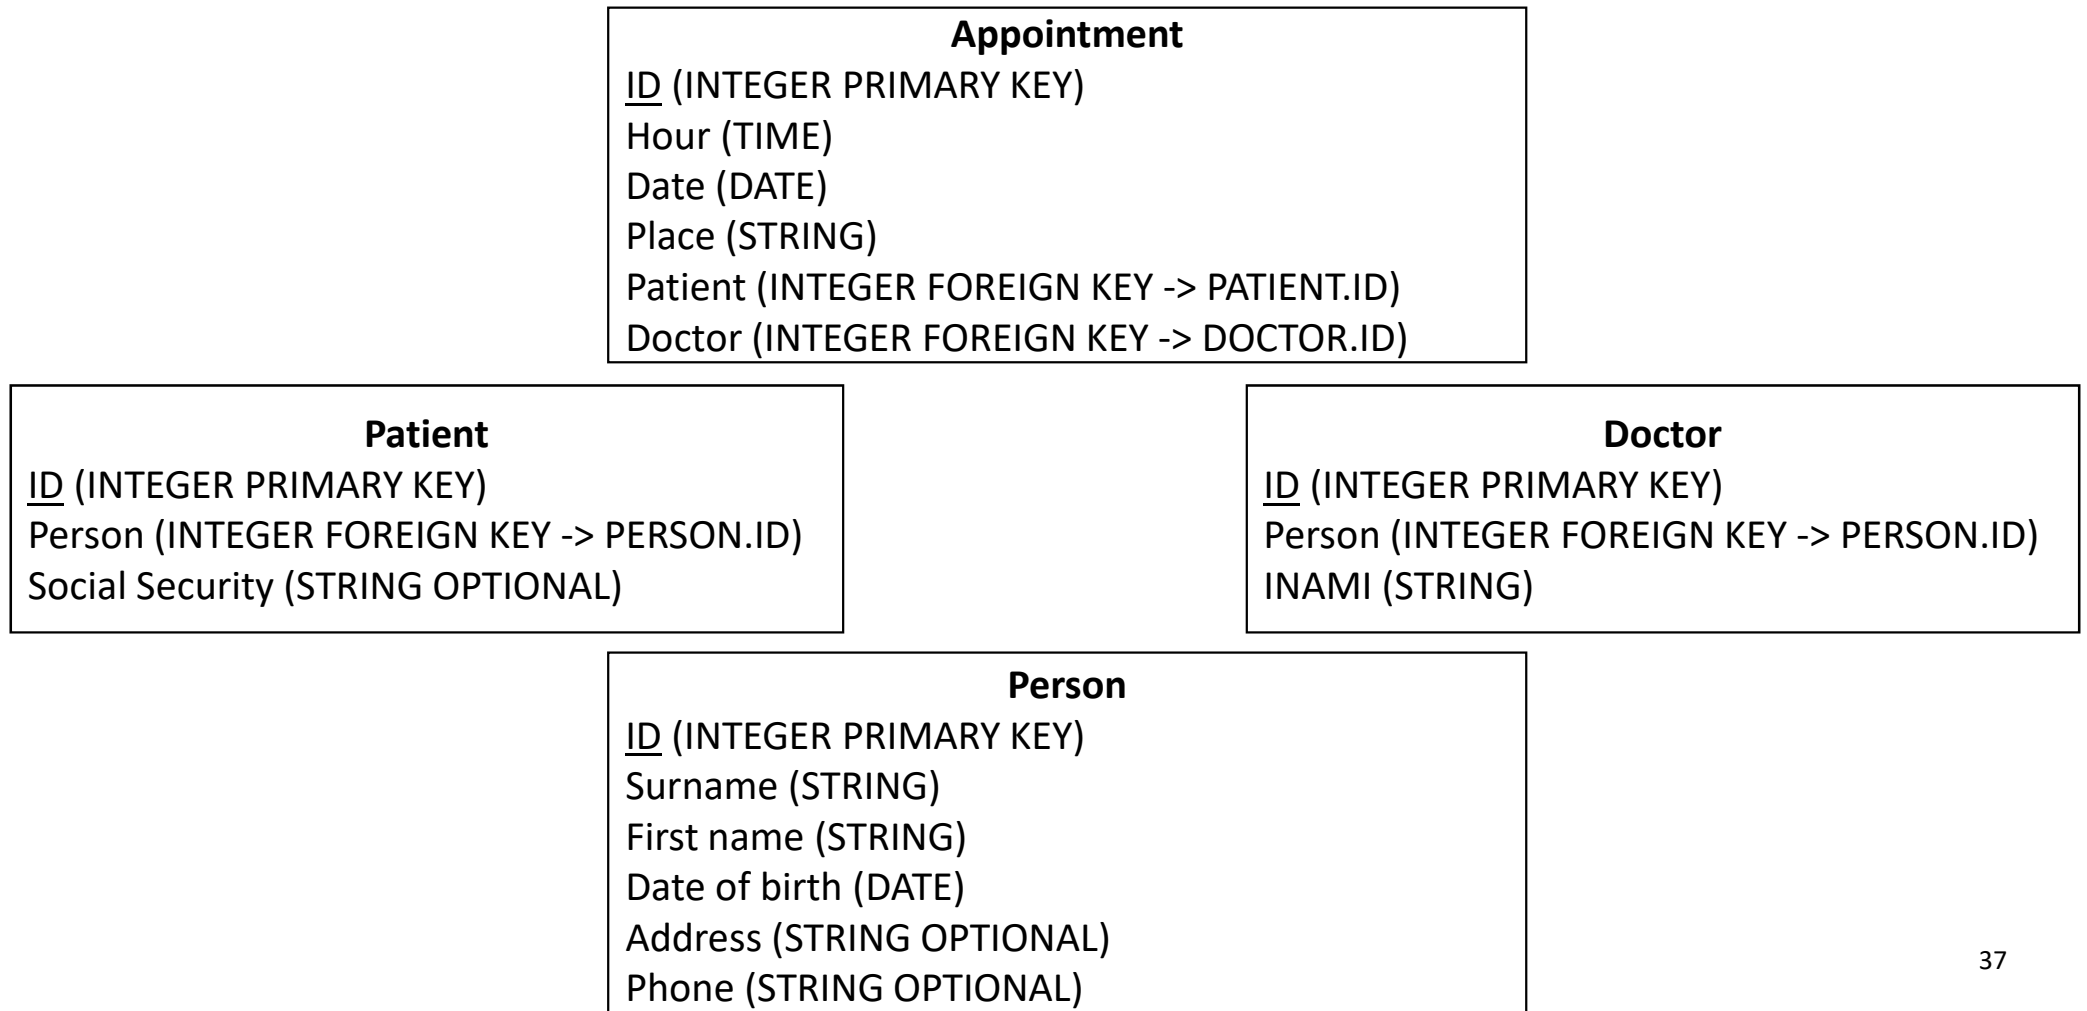 Appointment
ID (INTEGER PRIMARY KEY)
Hour (TIME)
Date (DATE)
Place (STRING)
Patient (INTEGER FOREIGN KEY -> PATIENT.ID)
Doctor (INTEGER FOREIGN KEY -> DOCTOR.ID)
Patient
ID (INTEGER PRIMARY KEY)
Person (INTEGER FOREIGN KEY -> PERSON.ID)
Social Security (STRING OPTIONAL)
Doctor
ID (INTEGER PRIMARY KEY)
Person (INTEGER FOREIGN KEY -> PERSON.ID)
INAMI (STRING)
Person
ID (INTEGER PRIMARY KEY)
Surname (STRING)
First name (STRING)
Date of birth (DATE)
Address (STRING OPTIONAL)
Phone (STRING OPTIONAL)
37